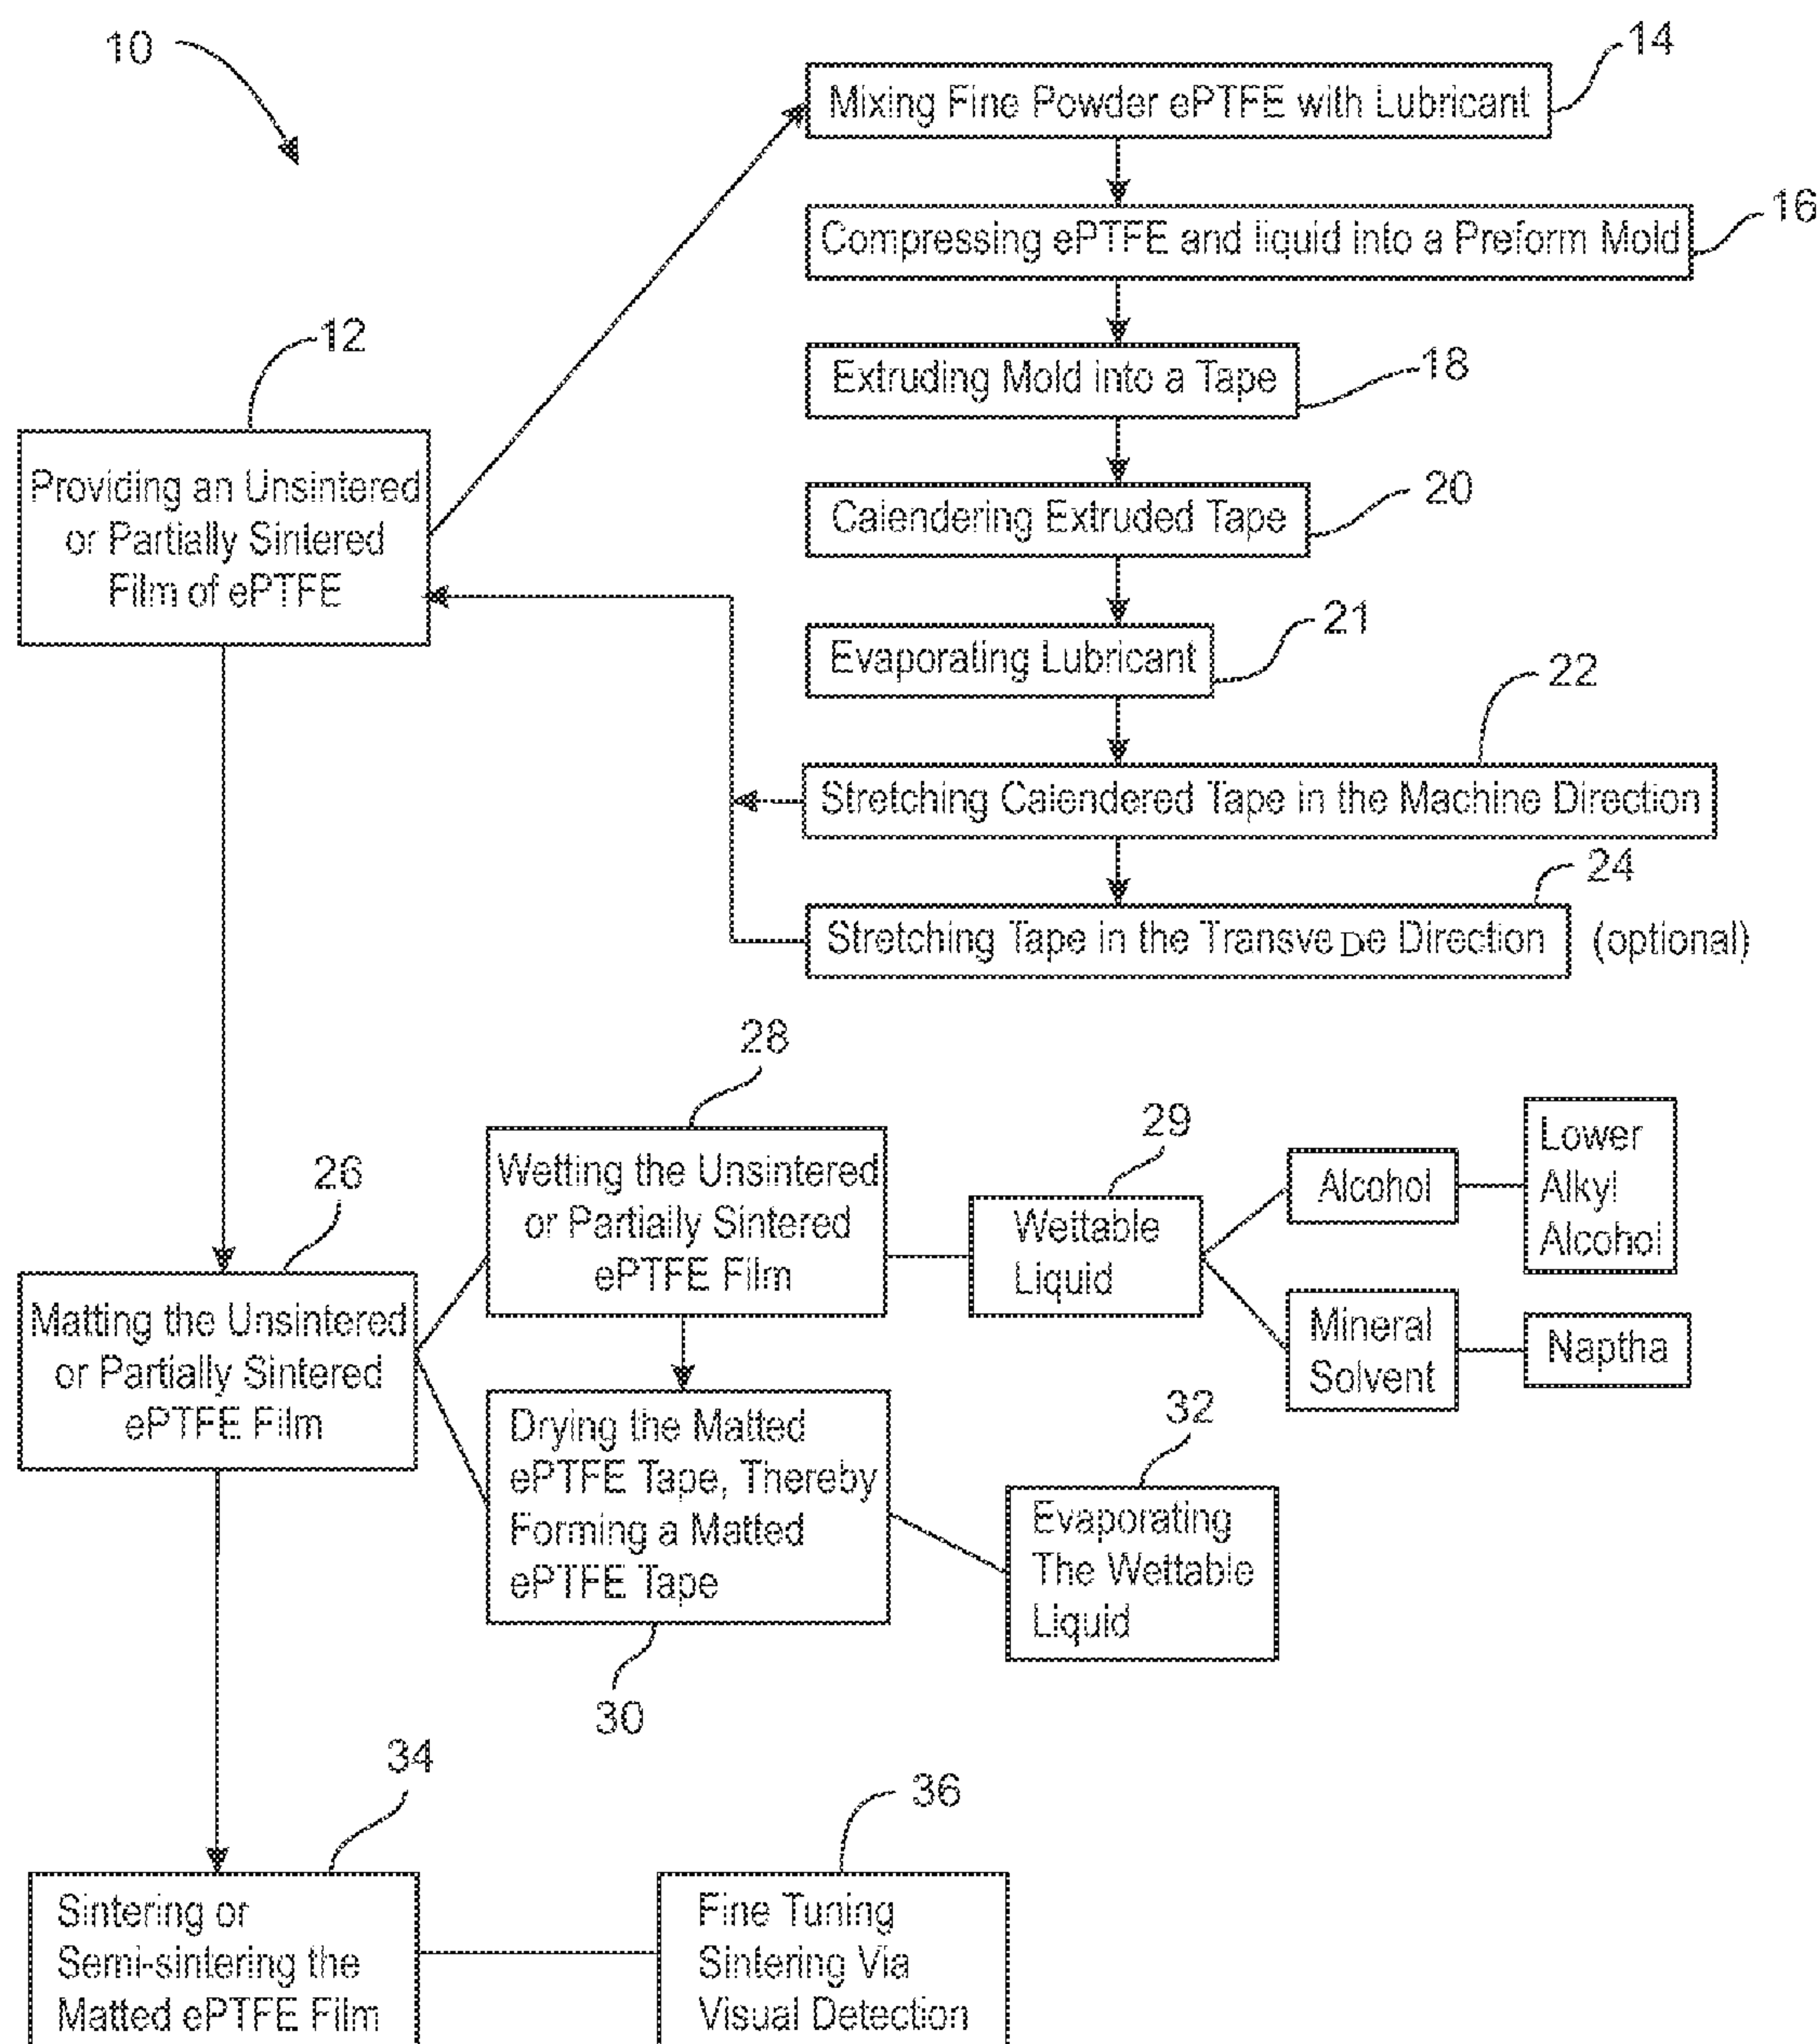 10
14
Mixing Fine Powder ePTFE with Lubricant
16
Compressing ePTFE and liquid into a Preform Mold
12
18
Extruding Mold into a Tape
20
Calendering Extruded Tape
Providing an Unsintered
or Partially Sintered
Film of ePTFE
21
Evaporating Lubricant
22
Stretching Calendered Tape in the Machine Direction
24
Stretching Tape in the Transve De Direction (optional)
28
26
Wetting the Unsintered
or Partially Sintered
ePTFE Film
29
Wettable
Liquid
Alcohol
Lower
Alkyl
Alcohol
Mineral
Solvent
Naptha
Matting the Unsintered
or Partially Sintered
ePTFE Film
Drying the Matted
ePTFE Tape, Thereby
Forming a Matted
ePTFE Tape
30
32
Evaporating
The Wettable
Liquid
34
Sintering or
Semi-sintering the
Matted ePTFE Film
36
Fine Tuning
Sintering Via
Visual Detection